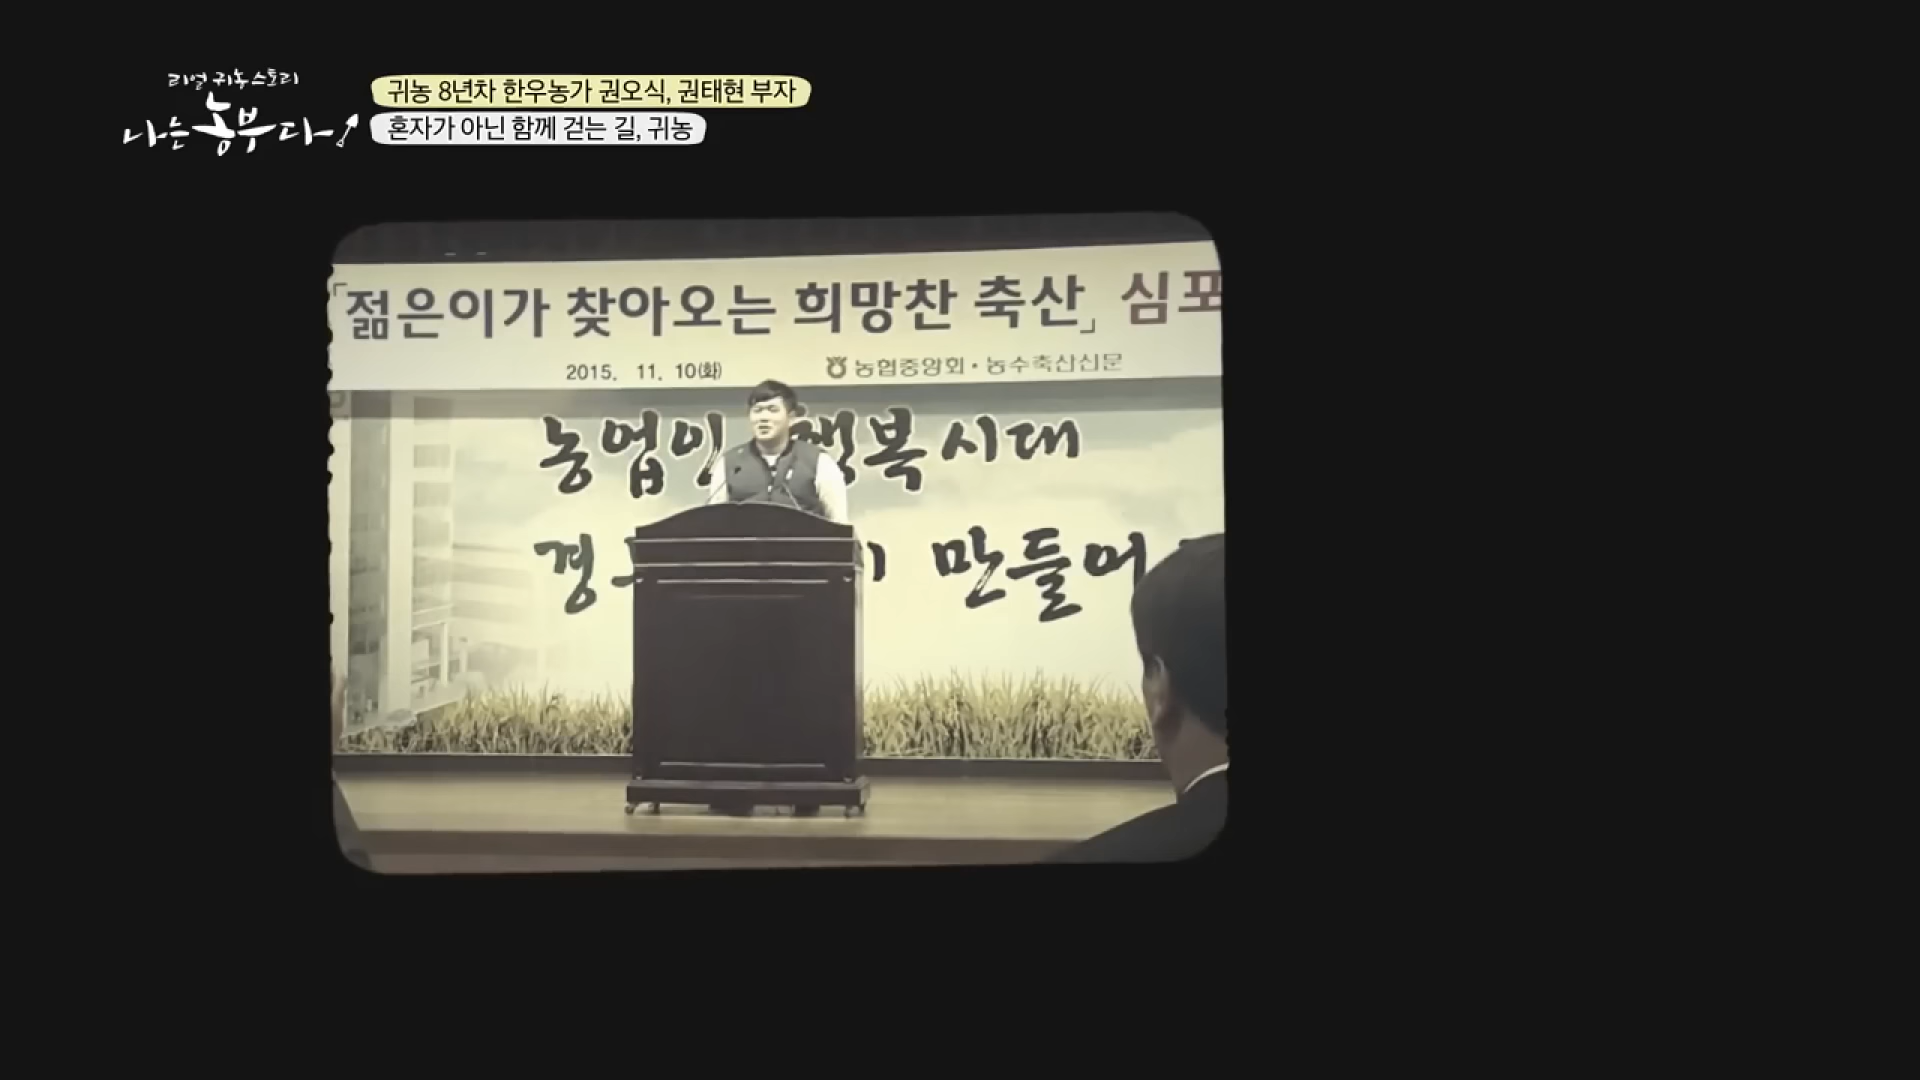 리얼 귀농스토리
나는 농부다!
귀농 8년차 한우농가 권오식, 권태현 부자
혼자가 아닌 함께 걷는 길, 귀농
「젊은이가 찾아오는 희망찬 축산」 심포
2015. 11. 10(화)
농협중앙회·농수축산신문
농업인 행복시대
만들어